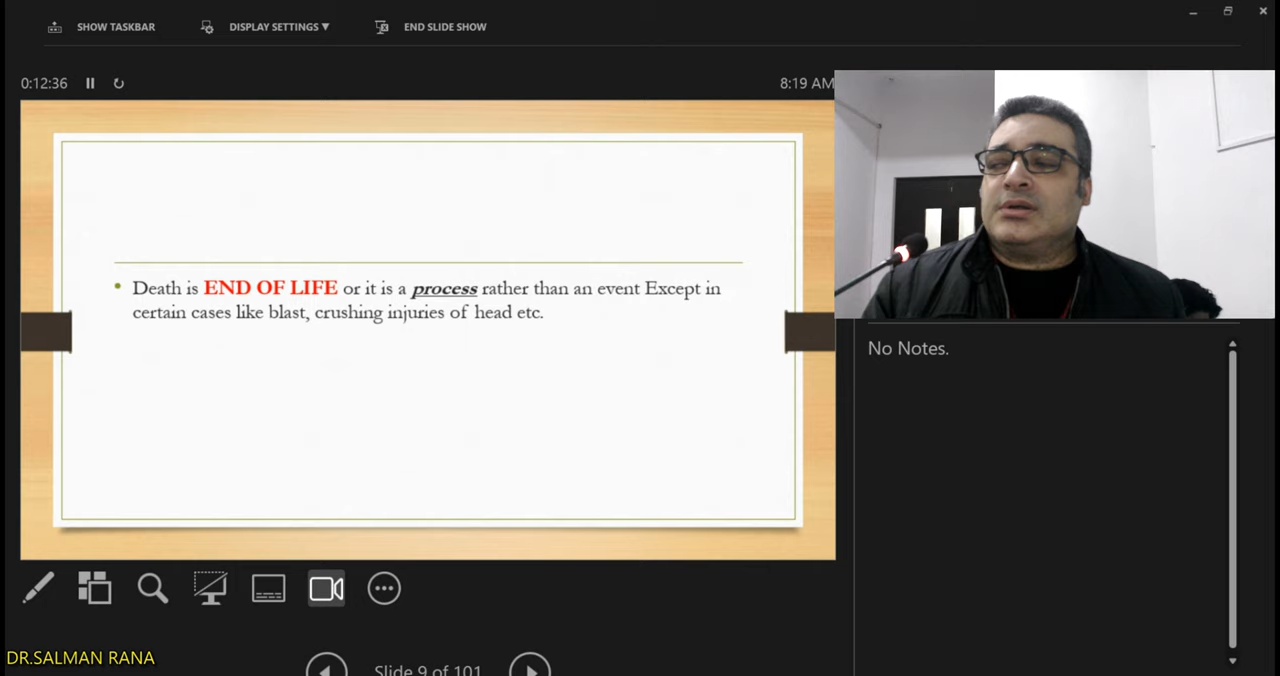 SHOW TASKBAR DISPLAY SETTINGS ▼ END SLIDE SHOW
0:12:36 8:19 AM
• Death is END OF LIFE or it is a process rather than an event Except in
certain cases like blast, crushing injuries of head etc.
No Notes.
DR.SALMAN RANA
Slide 9 of 101